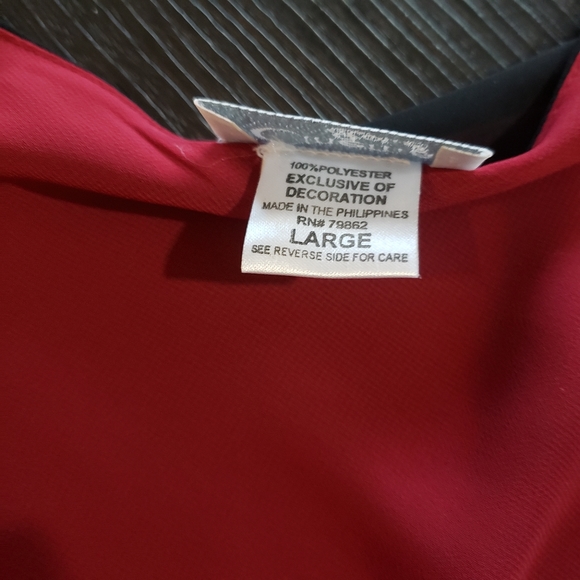 100% POLYESTER
EXCLUSIVE OF
DECORATION
MADE IN THE PHILIPPINES
RN# 79862
LARGE
SEE REVERSE SIDE FOR CARE